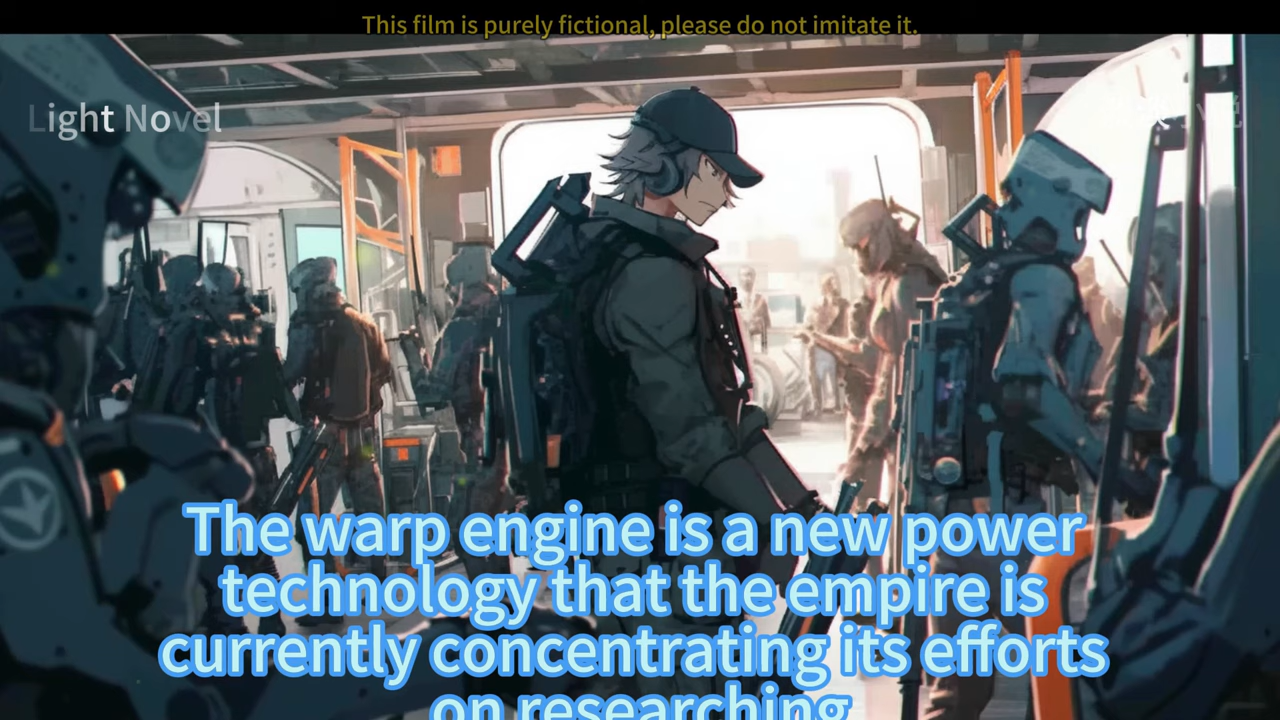 This film is purely fictional, please do not imitate it.
Light Novel
The warp engine is a new power
technology that the empire is
currently concentrating its efforts
on researching